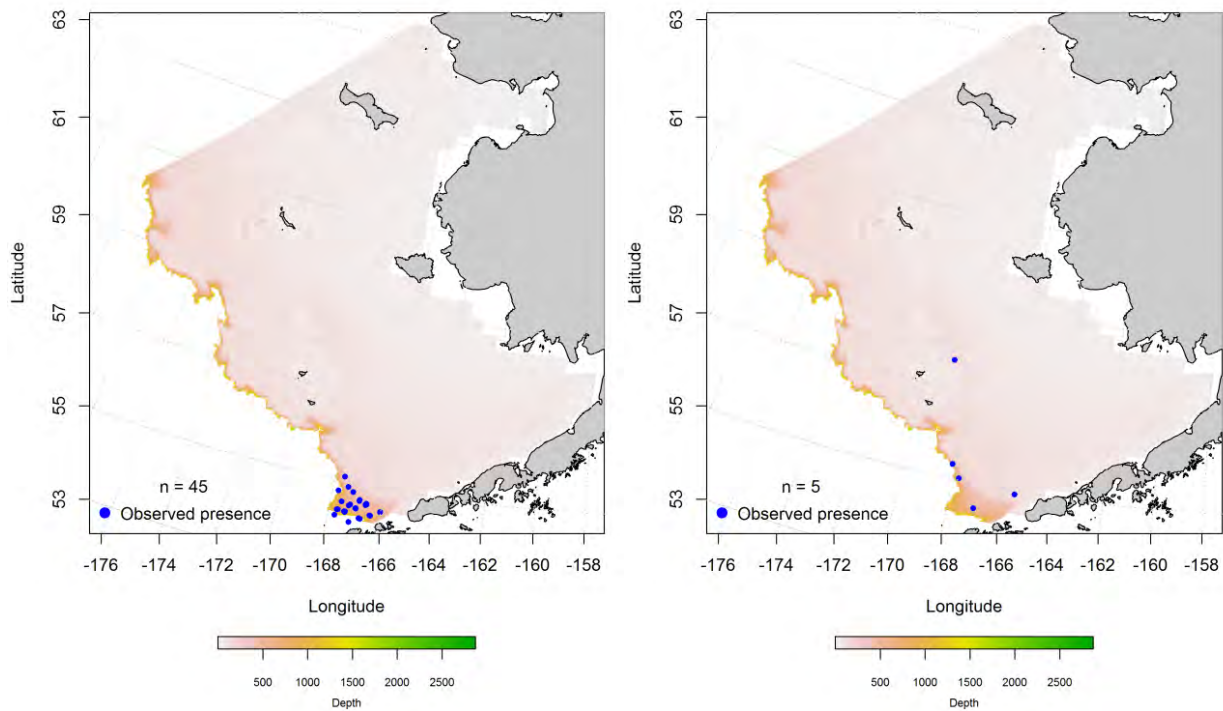 63
61
59
57
55
53
Latitude
n = 45
Observed presence
-176 -174 -172 -170 -168 -166 -164 -162 -160 -158
Longitude
500 1000 1500 2000 2500
Depth
63
61
59
57
55
53
Latitude
n = 5
Observed presence
-176 -174 -172 -170 -168 -166 -164 -162 -160 -158
Longitude
500 1000 1500 2000 2500
Depth